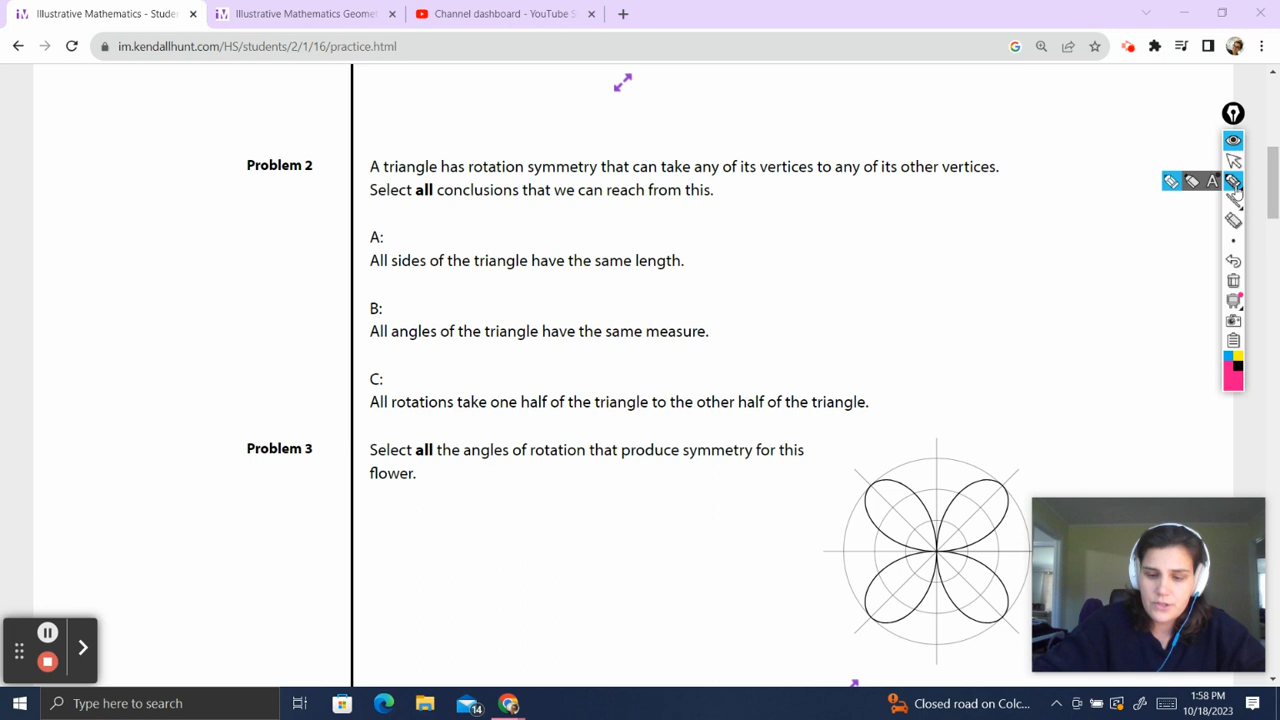 Illustrative Mathematics - Studen
Illustrative Mathematics Geomet
Channel dashboard - YouTube S
im.kendallhunt.com/HS/students/2/1/16/practice.html
Problem 2
A triangle has rotation symmetry that can take any of its vertices to any of its other vertices.
Select all conclusions that we can reach from this.
A:
All sides of the triangle have the same length.
B:
All angles of the triangle have the same measure.
C:
All rotations take one half of the triangle to the other half of the triangle.
Problem 3
Select all the angles of rotation that produce symmetry for this
flower.
A
Type here to search
14
Closed road on Colc...
1:58 PM
10/18/2023